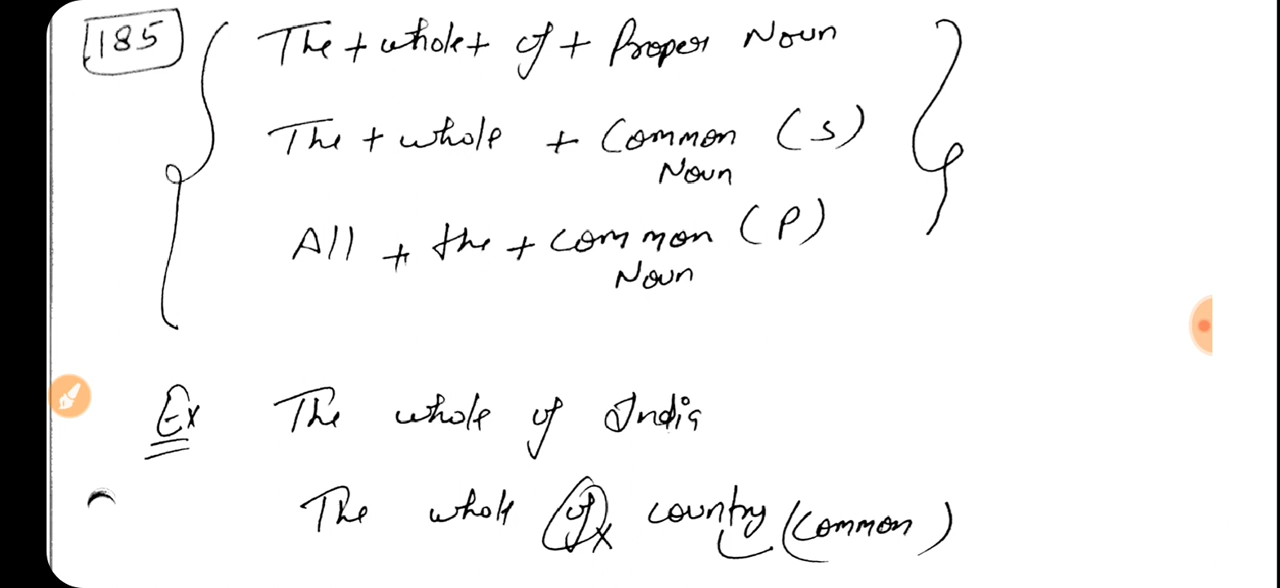 185 The + whole + of + Proper Noun
The + whole + Common (S)
Noun
All + the + common (P)
Noun
Ex The whole of India
The whole of x country (common)